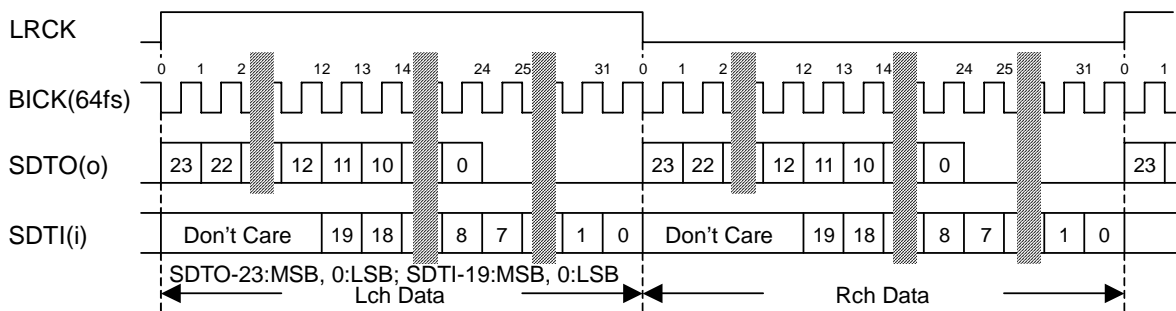 LRCK
0 1 2 12 13 14 24 25 31 0 1 2 12 13 14 24 25 31 0 1
BICK(64fs)
SDTO(o) 23 22 12 11 10 0 23 22 12 11 10 0 23
SDTI(i) Don't Care 19 18 8 7 1 0 Don't Care 19 18 8 7 1 0
SDTO-23:MSB, 0:LSB; SDTI-19:MSB, 0:LSB
Lch Data Rch Data